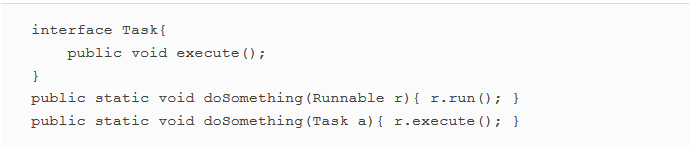 interface Task{
    public void execute();
}
public static void doSomething(Runnable r){ r.run(); }
public static void doSomething(Task a){ r.execute(); }